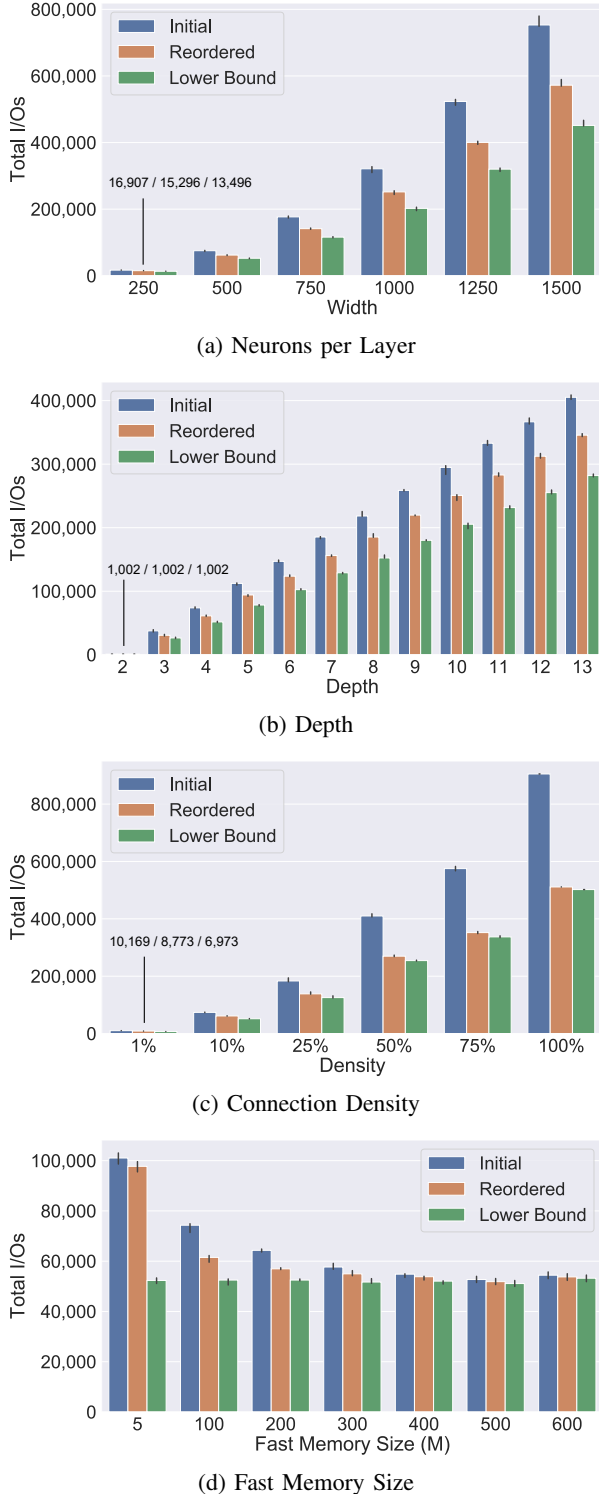 800,000
600,000
400,000
200,000
0
Total I/Os
Initial
Reordered
Lower Bound
16,907 / 15,296 / 13,496
250 500 750 1000 1250 1500
Width
(a) Neurons per Layer
400,000
300,000
200,000
100,000
0
Total I/Os
Initial
Reordered
Lower Bound
1,002 / 1,002 / 1,002
2 3 4 5 6 7 8 9 10 11 12 13
Depth
(b) Depth
800,000
600,000
400,000
200,000
0
Total I/Os
Initial
Reordered
Lower Bound
10,169 / 8,773 / 6,973
1% 10% 25% 50% 75% 100%
Density
(c) Connection Density
100,000
80,000
60,000
40,000
20,000
0
Total I/Os
Initial
Reordered
Lower Bound
5 100 200 300 400 500 600
Fast Memory Size (M)
(d) Fast Memory Size